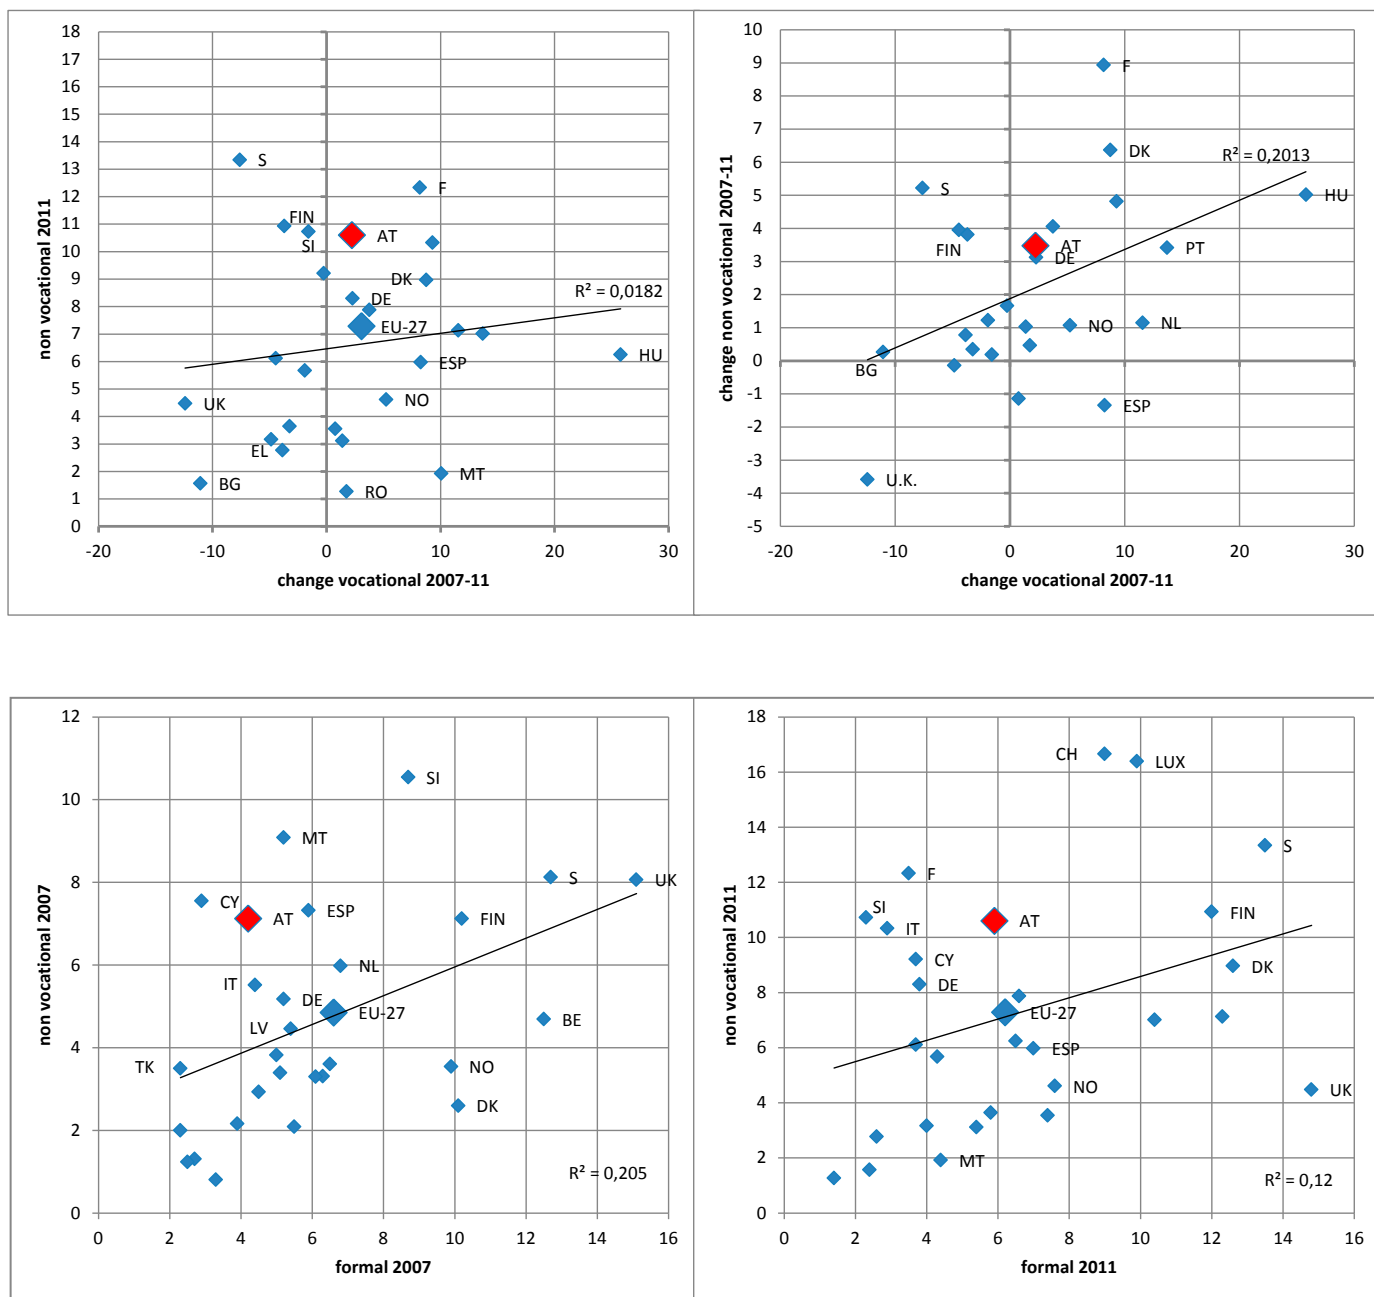 18
17
16
15
14
13
12
11
10
9
8
7
6
5
4
3
2
1
0
non vocational 2011
S
F
FIN
SI
AT
DK
DE
R² = 0,0182
EU-27
ESP
HU
UK
NO
EL
MT
BG
RO
-20 -10 0 10 20 30
change vocational 2007-11
10
9
8
7
6
5
4
3
2
1
0
-1
-2
-3
-4
-5
change non vocational 2007-11
F
DK
R² = 0,2013
S
HU
FIN
AT
PT
DE
NO
NL
BG
ESP
U.K.
-20 -10 0 10 20 30
change vocational 2007-11
12
10
8
6
4
2
0
non vocational 2007
SI
MT
S
UK
CY
AT
ESP
FIN
NL
IT
DE
EU-27
BE
LV
TK
NO
DK
R² = 0,205
0 2 4 6 8 10 12 14 16
formal 2007
18
16
14
12
10
8
6
4
2
0
non vocational 2011
CH
LUX
S
F
SI
AT
FIN
IT
CY
DK
DE
EU-27
ESP
NO
UK
MT
R² = 0,12
0 2 4 6 8 10 12 14 16
formal 2011